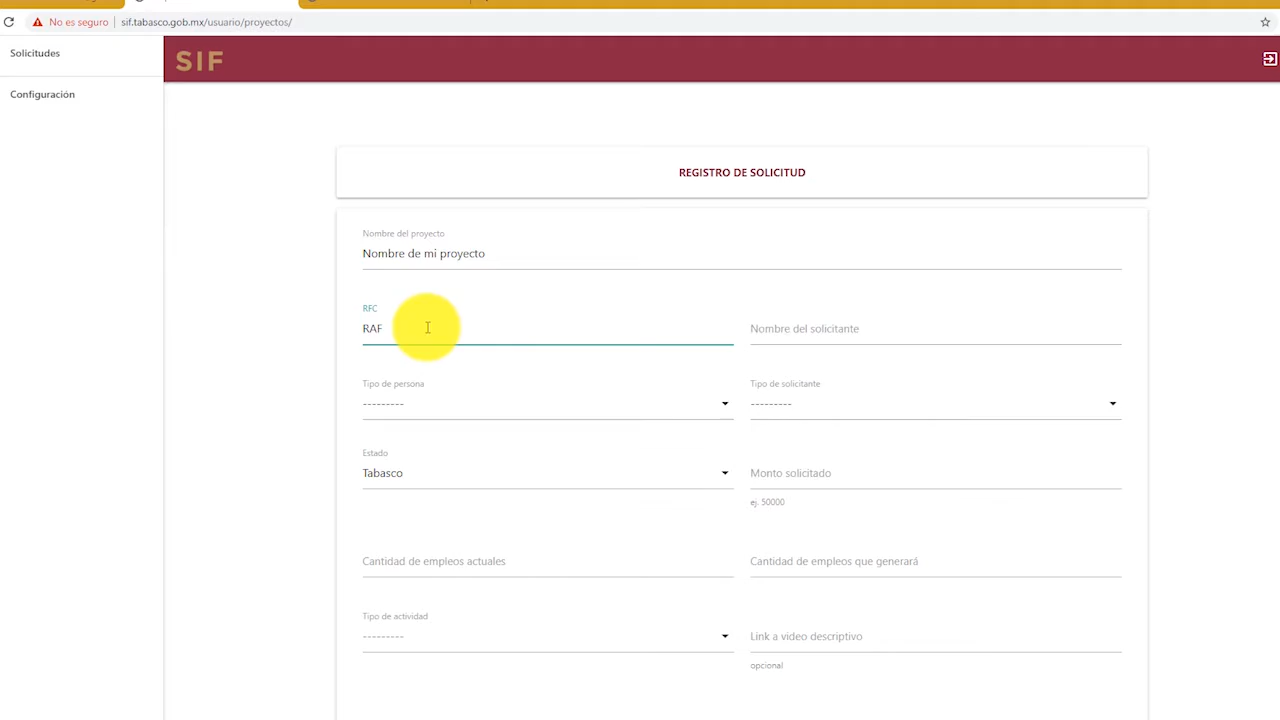 No es seguro | sif.tabasco.gob.mx/usuario/proyectos/
Solicitudes
SIF
Configuración
REGISTRO DE SOLICITUD
Nombre del proyecto
Nombre de mi proyecto
RFC
RAF
Nombre del solicitante
Tipo de persona
---------
Tipo de solicitante
---------
Estado
Tabasco
Monto solicitado
ej. 50000
Cantidad de empleos actuales
Cantidad de empleos que generará
Tipo de actividad
---------
Link a video descriptivo
opcional